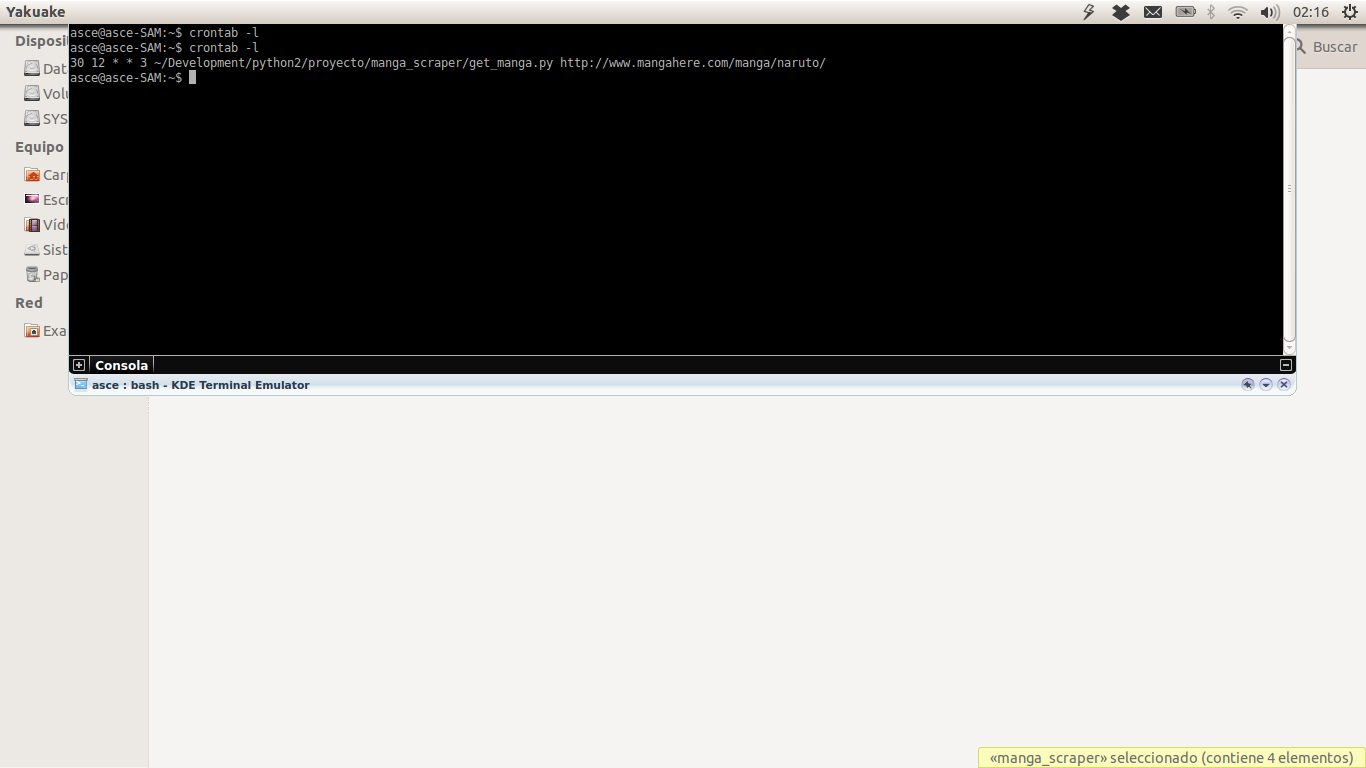 Yakuake
02:16
asce@asce-SAM:~$ crontab -l
asce@asce-SAM:~$ crontab -l
30 12 * * 3 ~/Development/python2/proyecto/manga_scraper/get_manga.py http://www.mangahere.com/manga/naruto/
asce@asce-SAM:~$
Buscar
Disposit
Dat
Volu
SYS
Equipo
Carp
Escr
Víde
Sist
Pap
Red
Exa
Consola
asce : bash - KDE Terminal Emulator
«manga_scraper» seleccionado (contiene 4 elementos)